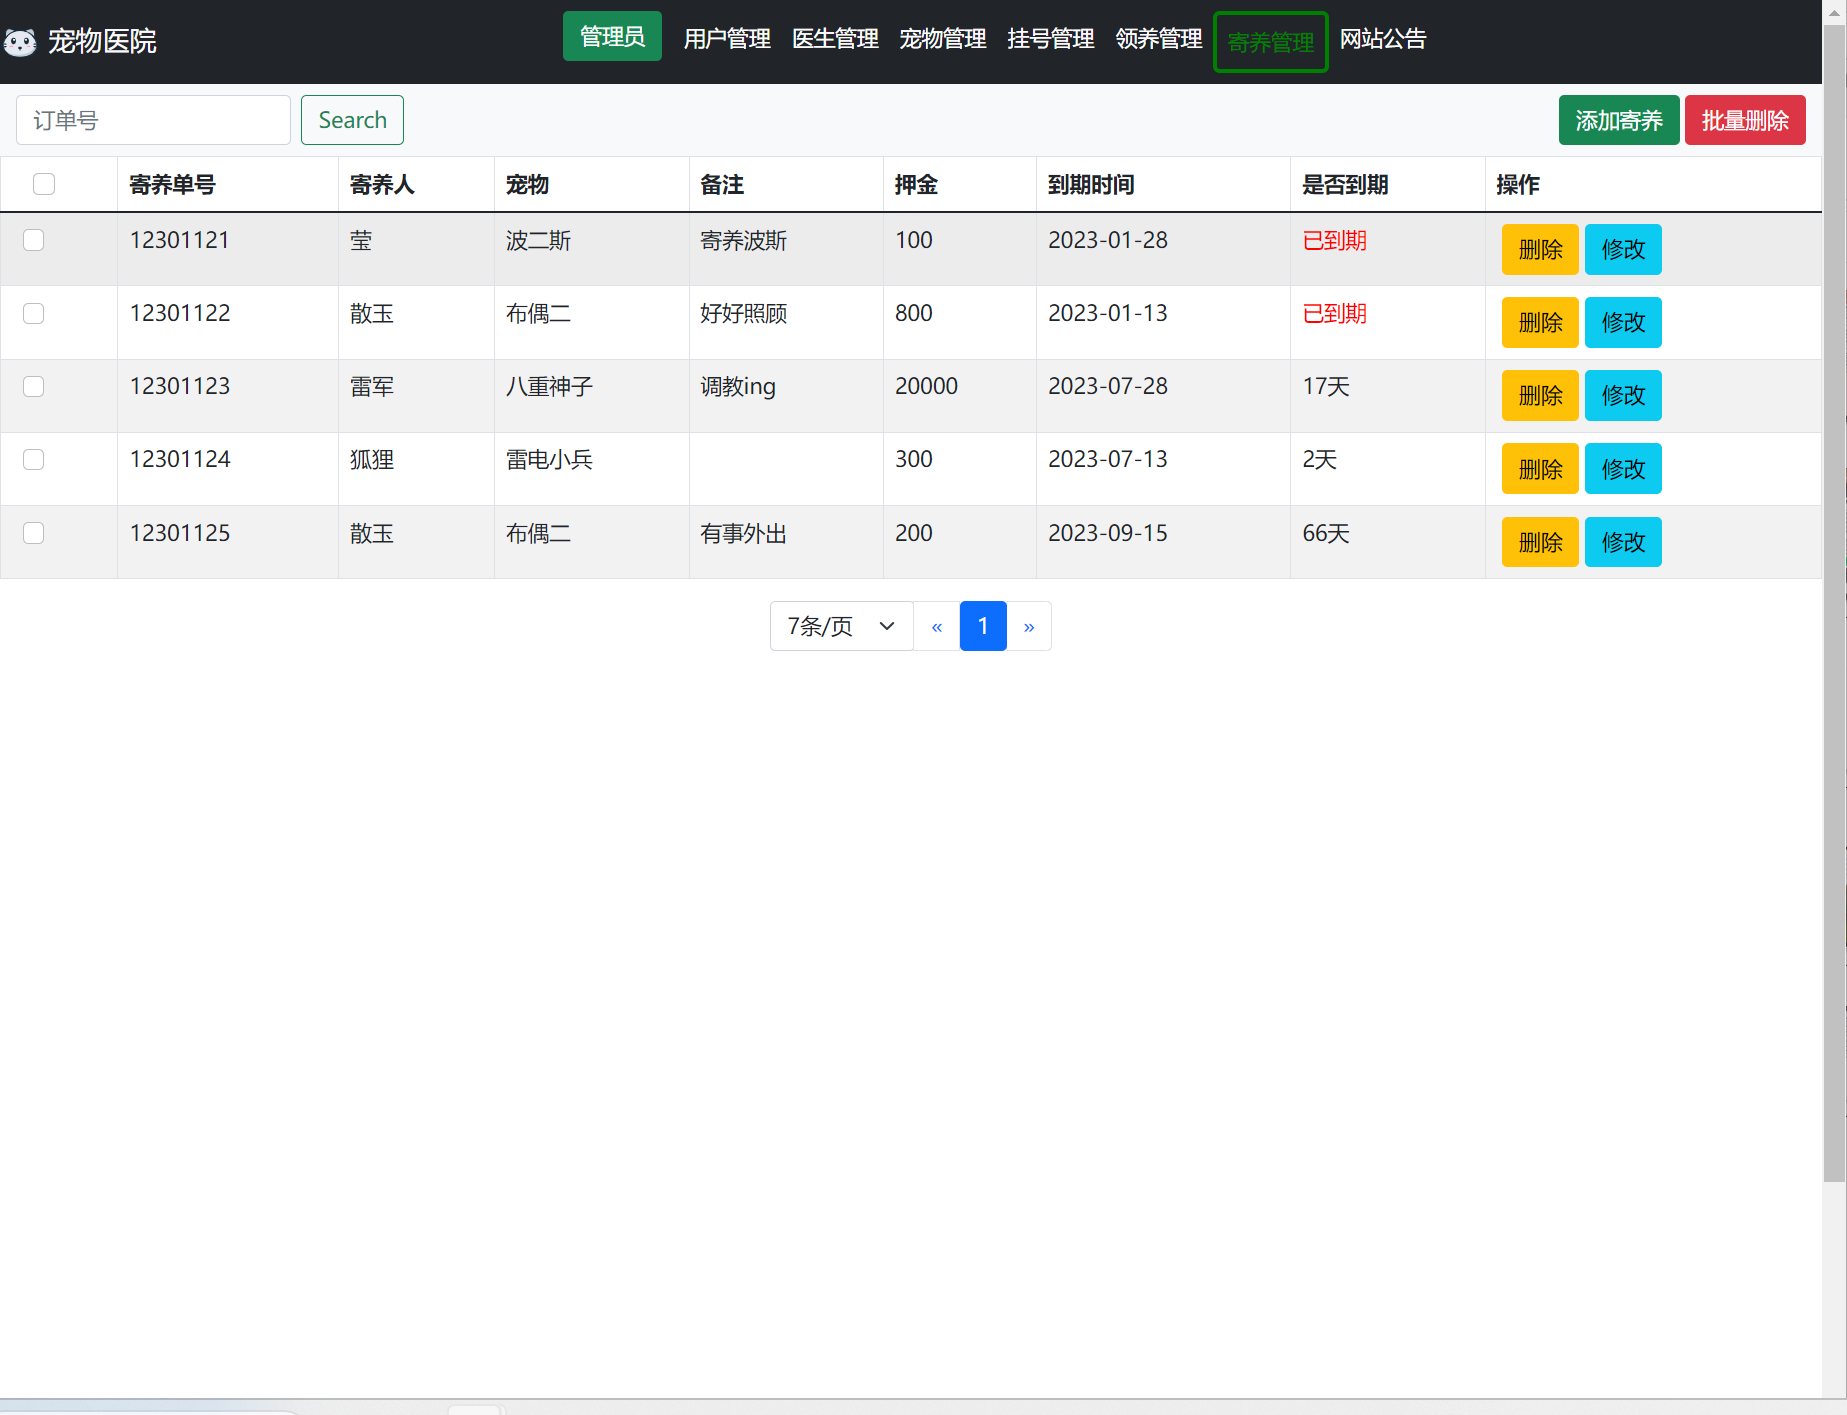 宠物医院 管理员 用户管理 医生管理 宠物管理 挂号管理 领养管理 寄养管理 网站公告
订单号 Search 添加寄养 批量删除
寄养单号 寄养人 宠物 备注 押金 到期时间 是否到期 操作
12301121 莹 波二斯 寄养波斯 100 2023-01-28 已到期 删除 修改
12301122 散玉 布偶二 好好照顾 800 2023-01-13 已到期 删除 修改
12301123 雷军 八重神子 调教ing 20000 2023-07-28 17天 删除 修改
12301124 狐狸 雷电小兵 300 2023-07-13 2天 删除 修改
12301125 散玉 布偶二 有事外出 200 2023-09-15 66天 删除 修改
7条/页 « 1 »